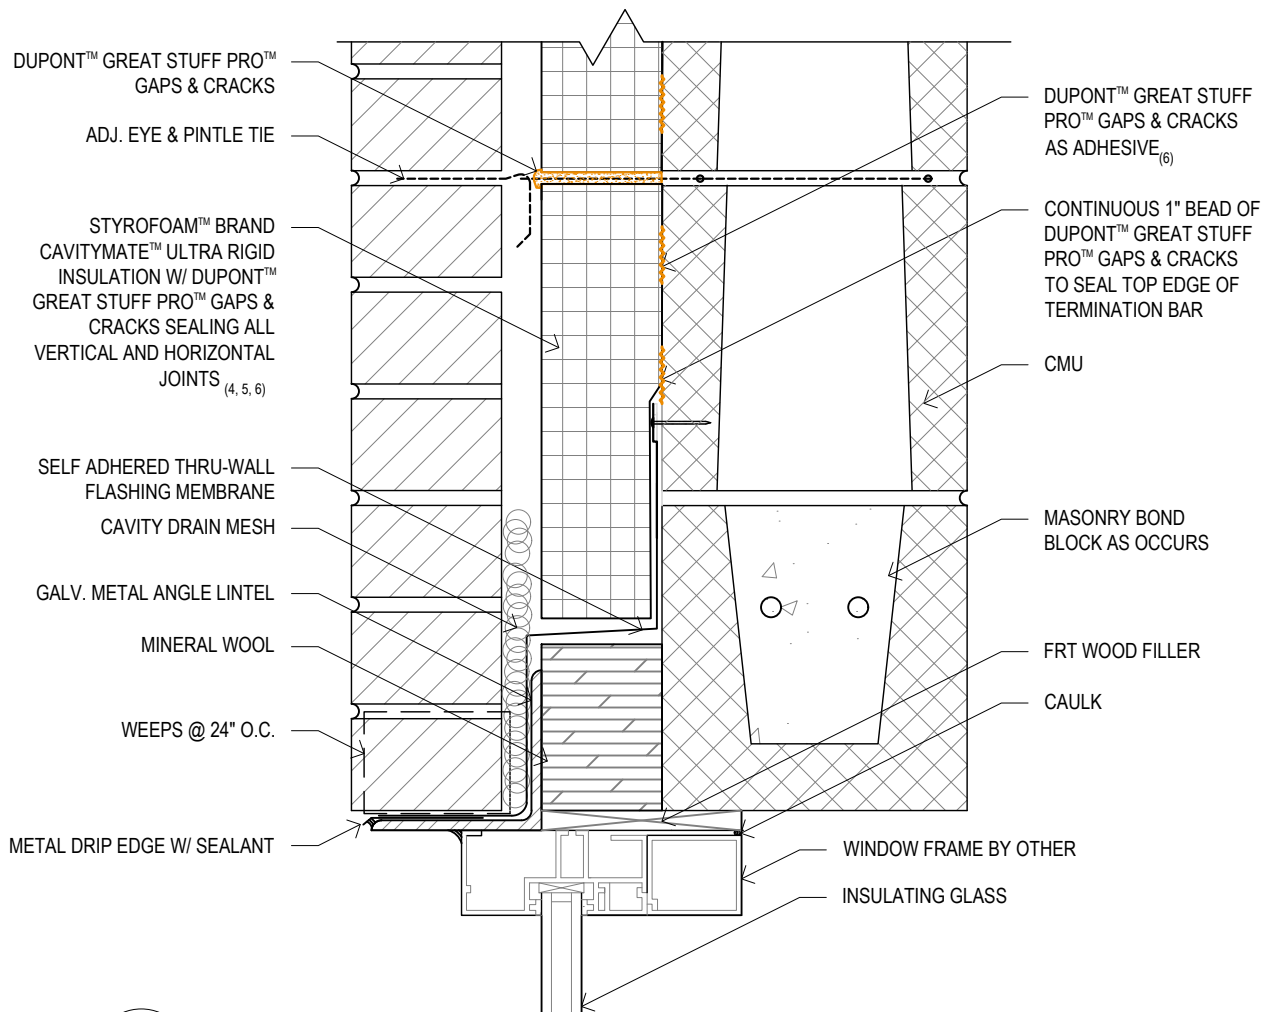 DUPONT™ GREAT STUFF PRO™
GAPS & CRACKS
ADJ. EYE & PINTLE TIE
STYROFOAM™ BRAND
CAVITYMATE™ ULTRA RIGID
INSULATION W/ DUPONT™
GREAT STUFF PRO™ GAPS &
CRACKS SEALING ALL
VERTICAL AND HORIZONTAL
JOINTS (4, 5, 6)
SELF ADHERED THRU-WALL
FLASHING MEMBRANE
CAVITY DRAIN MESH
GALV. METAL ANGLE LINTEL
MINERAL WOOL
WEEPS @ 24" O.C.
METAL DRIP EDGE W/ SEALANT
DUPONT™ GREAT STUFF
PRO™ GAPS & CRACKS
AS ADHESIVE(6)
CONTINUOUS 1" BEAD OF
DUPONT™ GREAT STUFF
PRO™ GAPS & CRACKS
TO SEAL TOP EDGE OF
TERMINATION BAR
CMU
MASONRY BOND
BLOCK AS OCCURS
FRT WOOD FILLER
CAULK
WINDOW FRAME BY OTHER
INSULATING GLASS